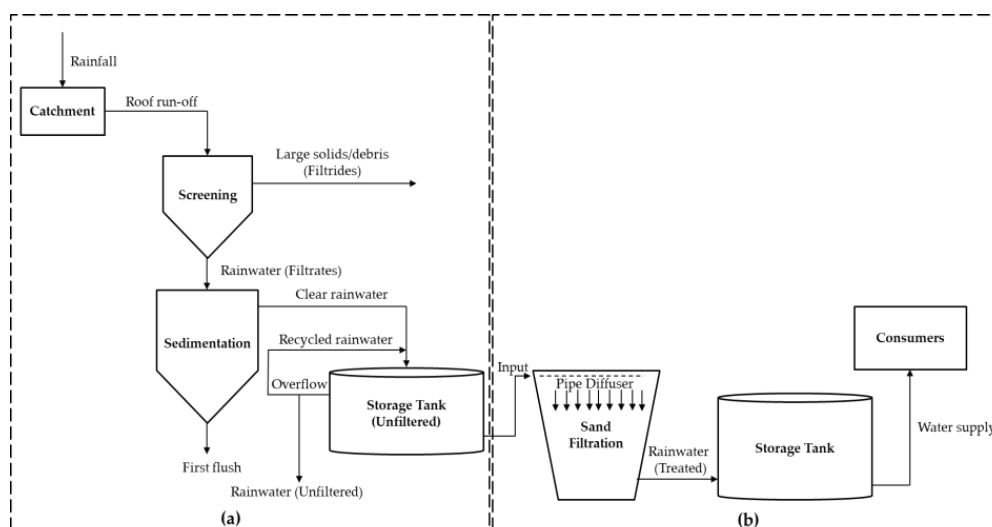 Rainfall
Catchment
Roof run-off
Large solids/debris
(Filtrides)
Screening
Rainwater (Filtrates)
Clear rainwater
Sedimentation
Recycled rainwater
Overflow
Storage Tank
(Unfiltered)
First flush
Rainwater (Unfiltered)
(a)
Input
Pipe Diffuser
Sand
Filtration
Rainwater
(Treated)
Storage Tank
Consumers
Water supply
(b)